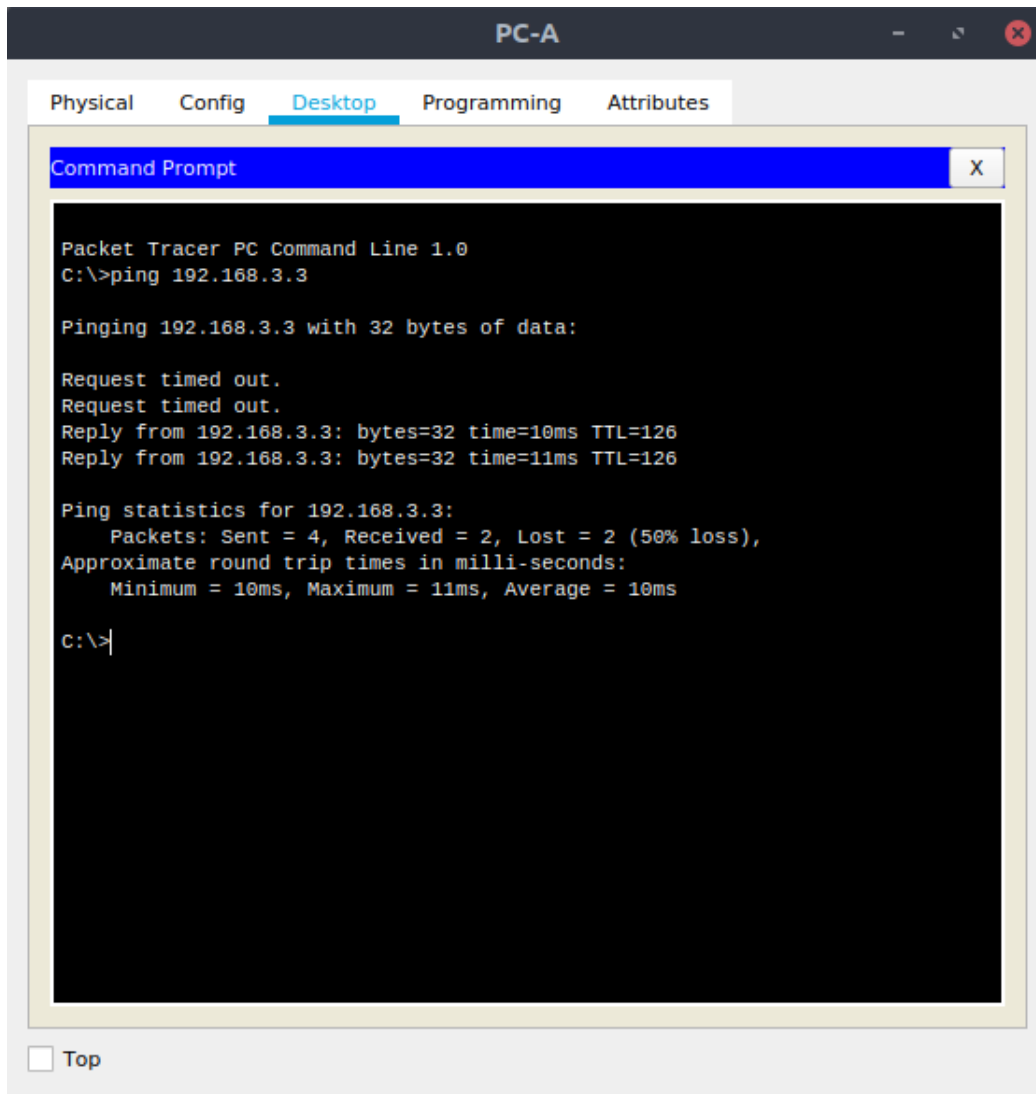 PC-A
Physical Config Desktop Programming Attributes
Command Prompt X
Packet Tracer PC Command Line 1.0
C:\>ping 192.168.3.3
Pinging 192.168.3.3 with 32 bytes of data:
Request timed out.
Request timed out.
Reply from 192.168.3.3: bytes=32 time=10ms TTL=126
Reply from 192.168.3.3: bytes=32 time=11ms TTL=126
Ping statistics for 192.168.3.3:
Packets: Sent = 4, Received = 2, Lost = 2 (50% loss),
Approximate round trip times in milli-seconds:
Minimum = 10ms, Maximum = 11ms, Average = 10ms
C:\>
Top